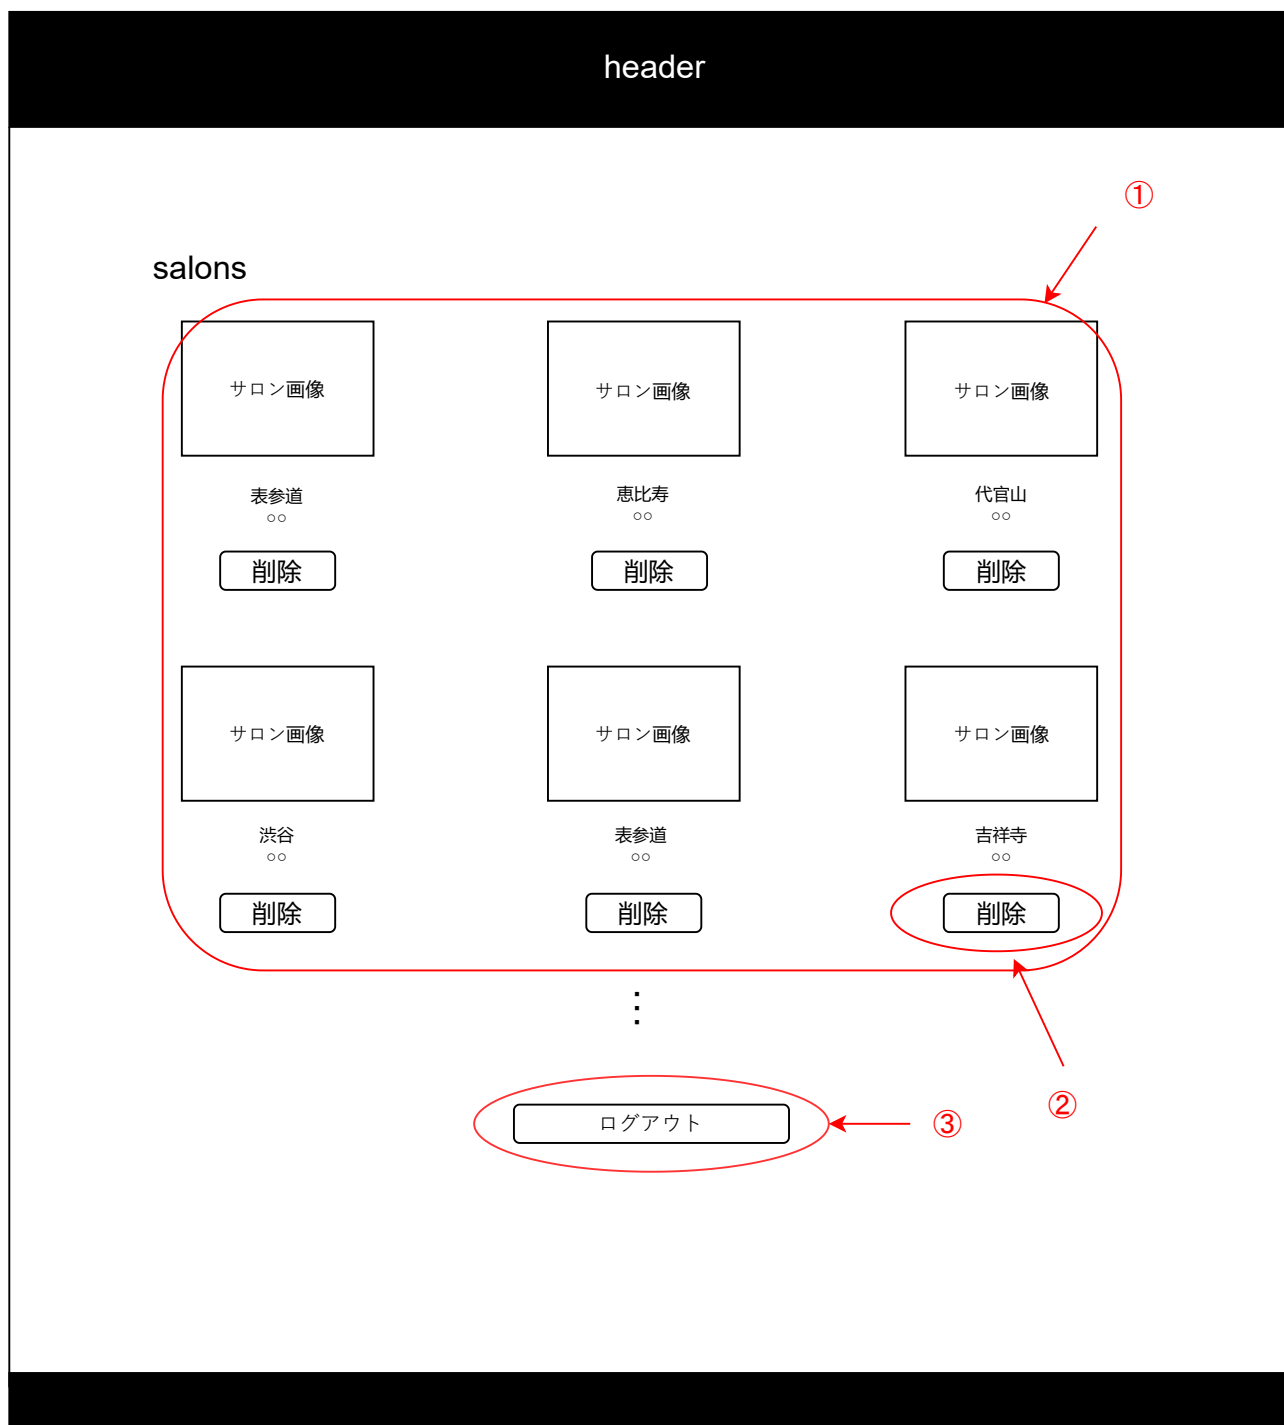 header
①
salons
サロン画像
サロン画像
サロン画像
表参道
○○
恵比寿
○○
代官山
○○
削除
削除
削除
サロン画像
サロン画像
サロン画像
渋谷
○○
表参道
○○
吉祥寺
○○
削除
削除
削除
⋮
②
ログアウト
③